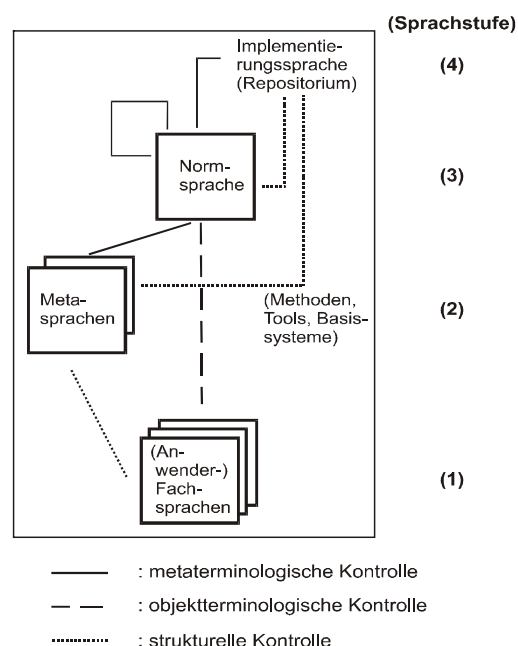 (Sprachstufe)
Implementie-
rungssprache
(Repositorium)
(4)
Norm-
sprache
(3)
Meta-
sprachen
(Methoden,
Tools, Basis-
systeme)
(2)
(An-
wender-)
Fach-
sprachen
(1)
: metaterminologische Kontrolle
: objektterminologische Kontrolle
: strukturelle Kontrolle